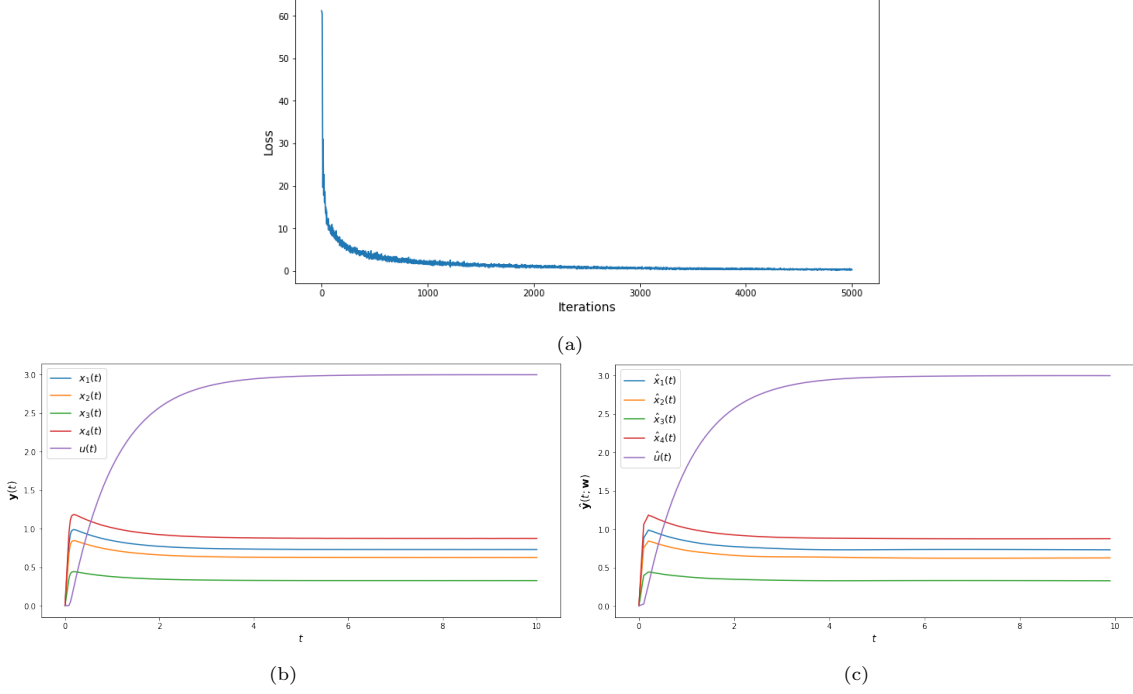 60
50
40
30
20
10
0
Loss
0 1000 2000 3000 4000 5000
Iterations
(a)
3.0
2.5
2.0
1.5
1.0
0.5
0.0
y(t)
x₁(t)
x₂(t)
x₃(t)
x₄(t)
u(t)
0 2 4 6 8 10
t
(b)
3.0
2.5
2.0
1.5
1.0
0.5
0.0
ŷ(t; w)
x̂₁(t)
x̂₂(t)
x̂₃(t)
x̂₄(t)
û(t)
0 2 4 6 8 10
t
(c)